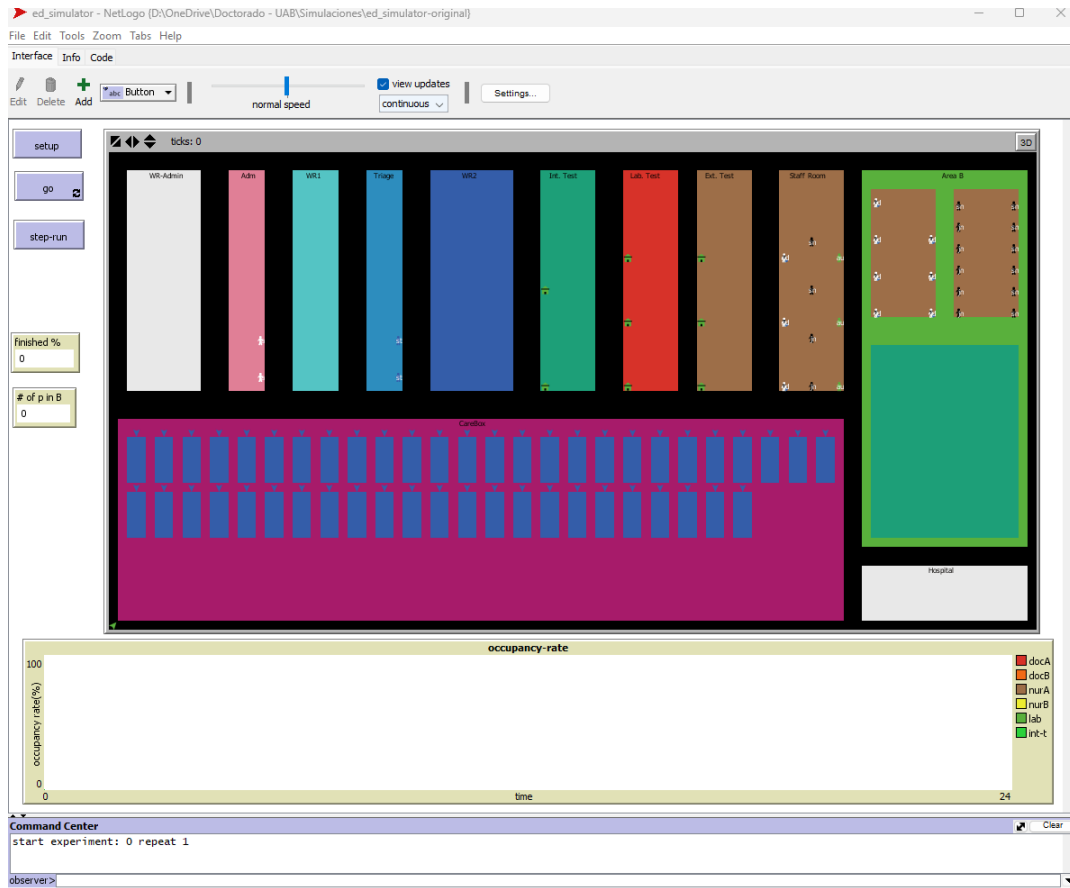 ed_simulator - NetLogo {D:\OneDrive\Doctorado - UAB\Simulaciones\ed_simulator-original}
File Edit Tools Zoom Tabs Help
Interface Info Code
Edit Delete Add abc Button normal speed view updates continuous Settings...
setup
ticks: 0
3D
go
step-run
finished %
0
# of p in B
0
WR-Admin Adm WR1 Triage WR2 Int. Test Lab. Test Ext. Test Staff Room Area B
CareBox
Hospital
occupancy-rate
100
occupancy rate(%)
0
0 time 24
docA
docB
nurA
nurB
lab
int-t
Command Center Clear
start experiment: 0 repeat 1
observer>